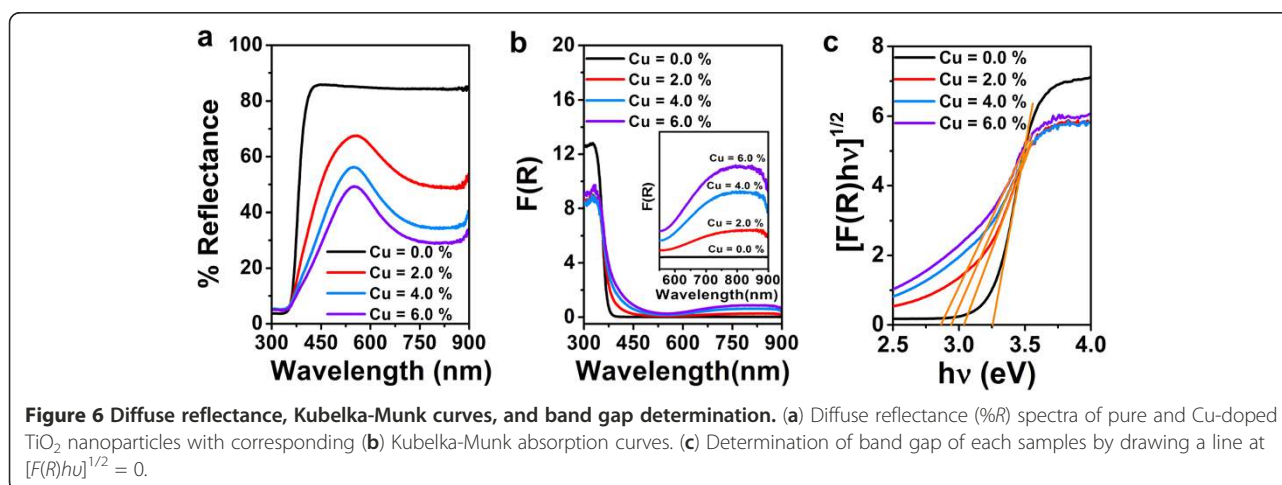 a
100
80
60
40
20
0
% Reflectance
Cu = 0.0 %
Cu = 2.0 %
Cu = 4.0 %
Cu = 6.0 %
300 450 600 750 900
Wavelength (nm)
b
20
16
12
8
4
0
F(R)
Cu = 0.0 %
Cu = 2.0 %
Cu = 4.0 %
Cu = 6.0 %
F(R)
Cu = 6.0 %
Cu = 4.0 %
Cu = 2.0 %
Cu = 0.0 %
600 700 800 900
Wavelength(nm)
300 450 600 750 900
Wavelength(nm)
c
8
6
4
2
0
[F(R)hν]1/2
Cu = 0.0 %
Cu = 2.0 %
Cu = 4.0 %
Cu = 6.0 %
2.5 3.0 3.5 4.0
hν (eV)
Figure 6 Diffuse reflectance, Kubelka-Munk curves, and band gap determination. (a) Diffuse reflectance (%R) spectra of pure and Cu-doped
TiO2 nanoparticles with corresponding (b) Kubelka-Munk absorption curves. (c) Determination of band gap of each samples by drawing a line at
[F(R)hυ]1/2 = 0.